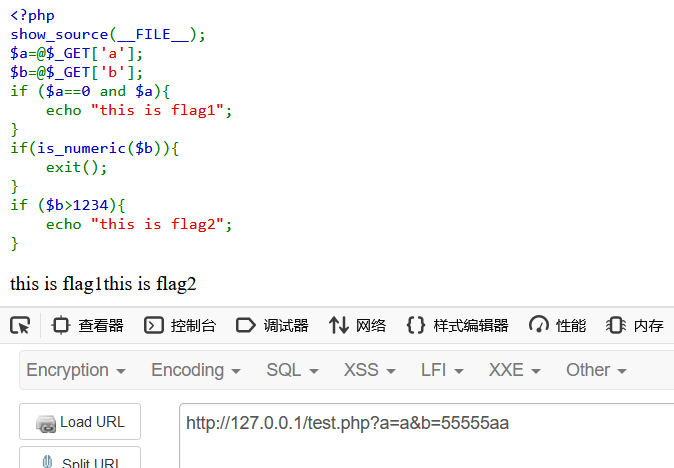 <?php
show_source(__FILE__);
$a=@$_GET['a'];
$b=@$_GET['b'];
if ($a==0 and $a){
    echo "this is flag1";
}
if(is_numeric($b)){
    exit();
}
if ($b>1234){
    echo "this is flag2";
}
this is flag1this is flag2
查看器 控制台 调试器 网络 样式编辑器 性能 内存
Encryption Encoding SQL XSS LFI XXE Other
Load URL http://127.0.0.1/test.php?a=a&b=55555aa
Split URL